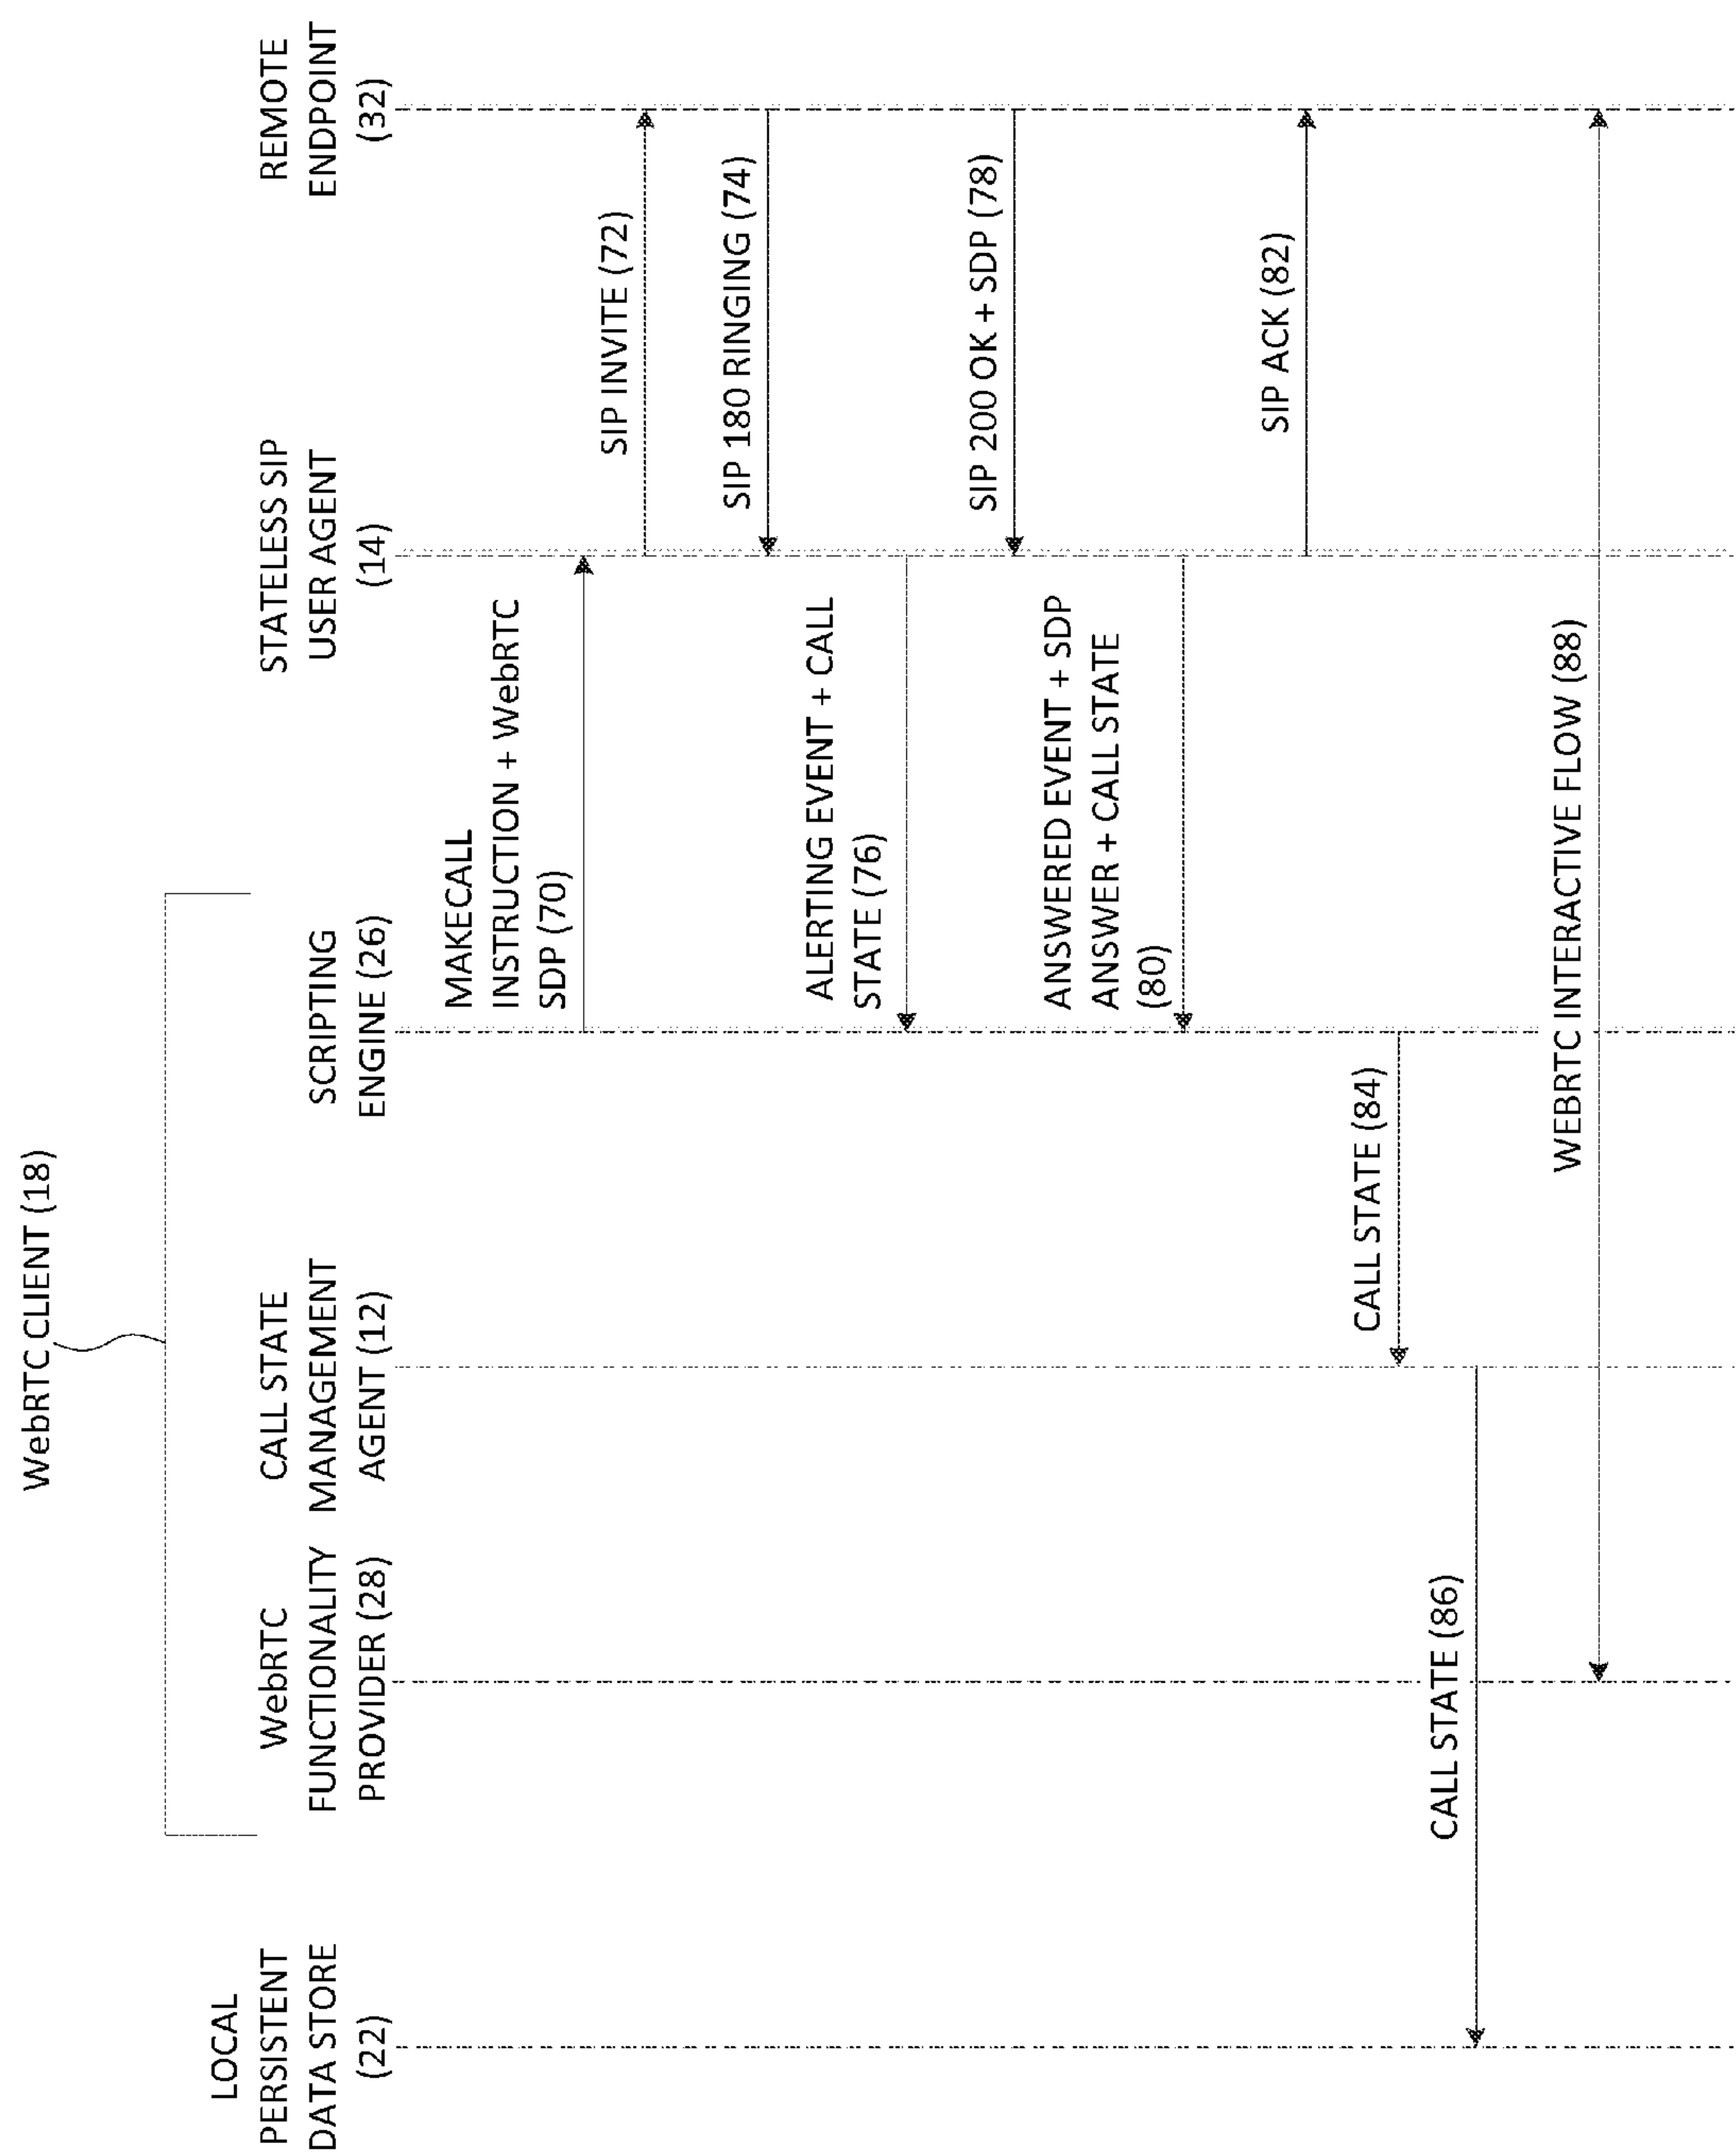 WebRTC CLIENT (18)
LOCAL
PERSISTENT
DATA STORE
(22)
WebRTC
FUNCTIONALITY
PROVIDER (28)
CALL STATE
MANAGEMENT
AGENT (12)
SCRIPTING
ENGINE (26)
STATELESS SIP
USER AGENT
(14)
REMOTE
ENDPOINT
(32)
MAKECALL
INSTRUCTION + WebRTC
SDP (70)
SIP INVITE (72)
SIP 180 RINGING (74)
ALERTING EVENT + CALL
STATE (76)
SIP 200 OK + SDP (78)
ANSWERED EVENT + SDP
ANSWER + CALL STATE
(80)
SIP ACK (82)
CALL STATE (84)
CALL STATE (86)
WEBRTC INTERACTIVE FLOW (88)